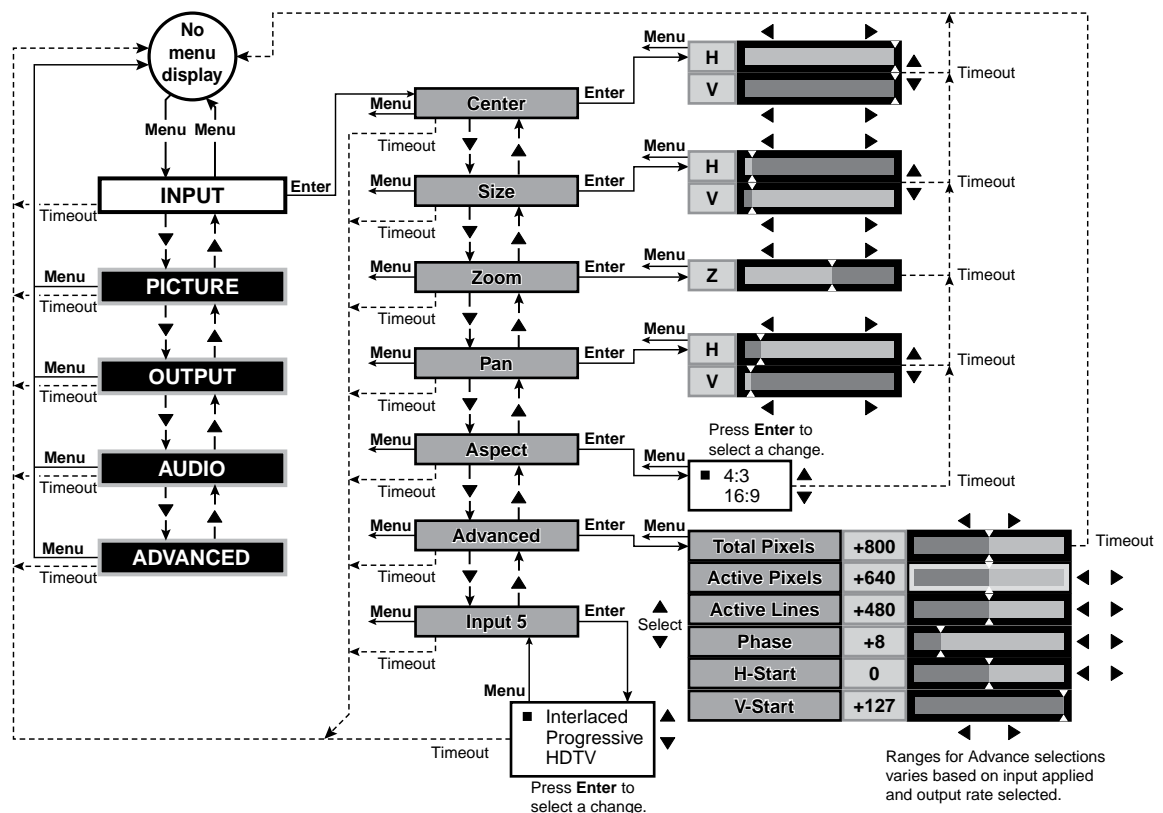 No
menu
display
Menu Menu
INPUT
Enter
Timeout
Menu
PICTURE
Timeout
Menu
OUTPUT
Timeout
Menu
AUDIO
Timeout
Menu
ADVANCED
Timeout
Menu
Center
Enter
Timeout
Menu
Size
Enter
Timeout
Menu
Zoom
Enter
Timeout
Menu
Pan
Enter
Timeout
Menu
Aspect
Enter
Timeout
Menu
Advanced
Enter
Timeout
Menu
Input 5
Enter
Timeout
Menu
Interlaced
Progressive
HDTV
Timeout
Press Enter to
select a change.
Menu
H
V
Timeout
Menu
H
V
Timeout
Menu
Z
Timeout
Menu
H
V
Timeout
Press Enter to
select a change.
Menu
4:3
16:9
Timeout
Menu
Total Pixels +800
Timeout
Active Pixels +640
Active Lines +480
Select
Phase +8
H-Start 0
V-Start +127
Ranges for Advance selections
varies based on input applied
and output rate selected.